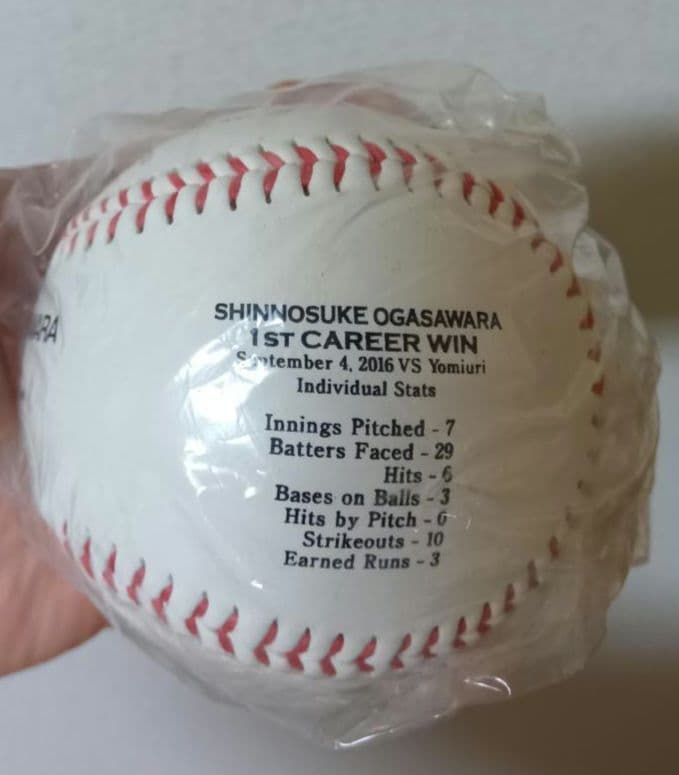 ARA
SHINNOSUKE OGASAWARA
1ST CAREER WIN
September 4, 2016 VS Yomiuri
Individual Stats
Innings Pitched - 7
Batters Faced - 29
Hits - 6
Bases on Balls - 3
Hits by Pitch -
Strikeouts - 10
Earned Runs - 3